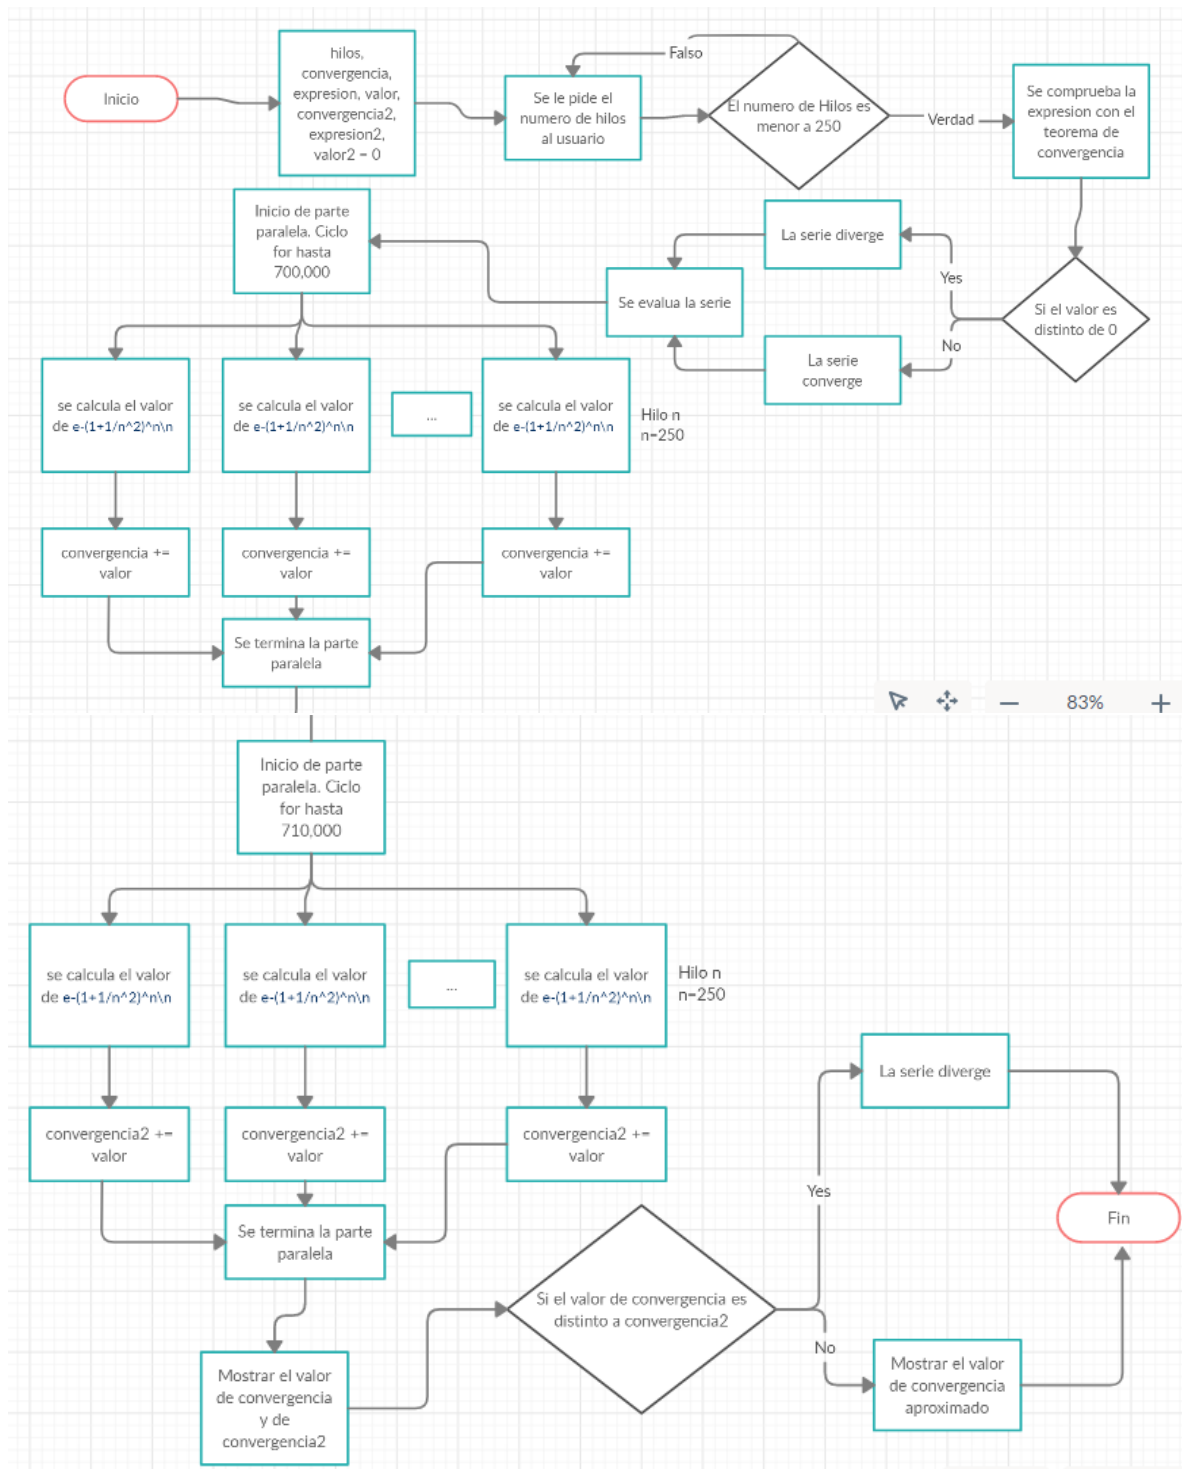 Inicio
hilos,
convergencia,
expresion, valor,
convergencia2,
expresion2,
valor2 = 0
Se le pide el
numero de hilos
al usuario
Falso
El numero de Hilos es
menor a 250
Verdad
Se comprueba la
expresion con el
teorema de
convergencia
Si el valor es
distinto de 0
Yes
No
La serie diverge
La serie
converge
Se evalua la serie
Inicio de parte
paralela. Ciclo
for hasta
700,000
se calcula el valor
de e-(1+1/n^2)^n\n
se calcula el valor
de e-(1+1/n^2)^n\n
...
se calcula el valor
de e-(1+1/n^2)^n\n
Hilo n
n=250
convergencia +=
valor
convergencia +=
valor
convergencia +=
valor
Se termina la parte
paralela
83%
Inicio de parte
paralela. Ciclo
for hasta
710,000
se calcula el valor
de e-(1+1/n^2)^n\n
se calcula el valor
de e-(1+1/n^2)^n\n
...
se calcula el valor
de e-(1+1/n^2)^n\n
Hilo n
n=250
convergencia2 +=
valor
convergencia2 +=
valor
convergencia2 +=
valor
Se termina la parte
paralela
Mostrar el valor
de convergencia
y de
convergencia2
Si el valor de convergencia es
distinto a convergencia2
Yes
No
La serie diverge
Mostrar el valor
de convergencia
aproximado
Fin